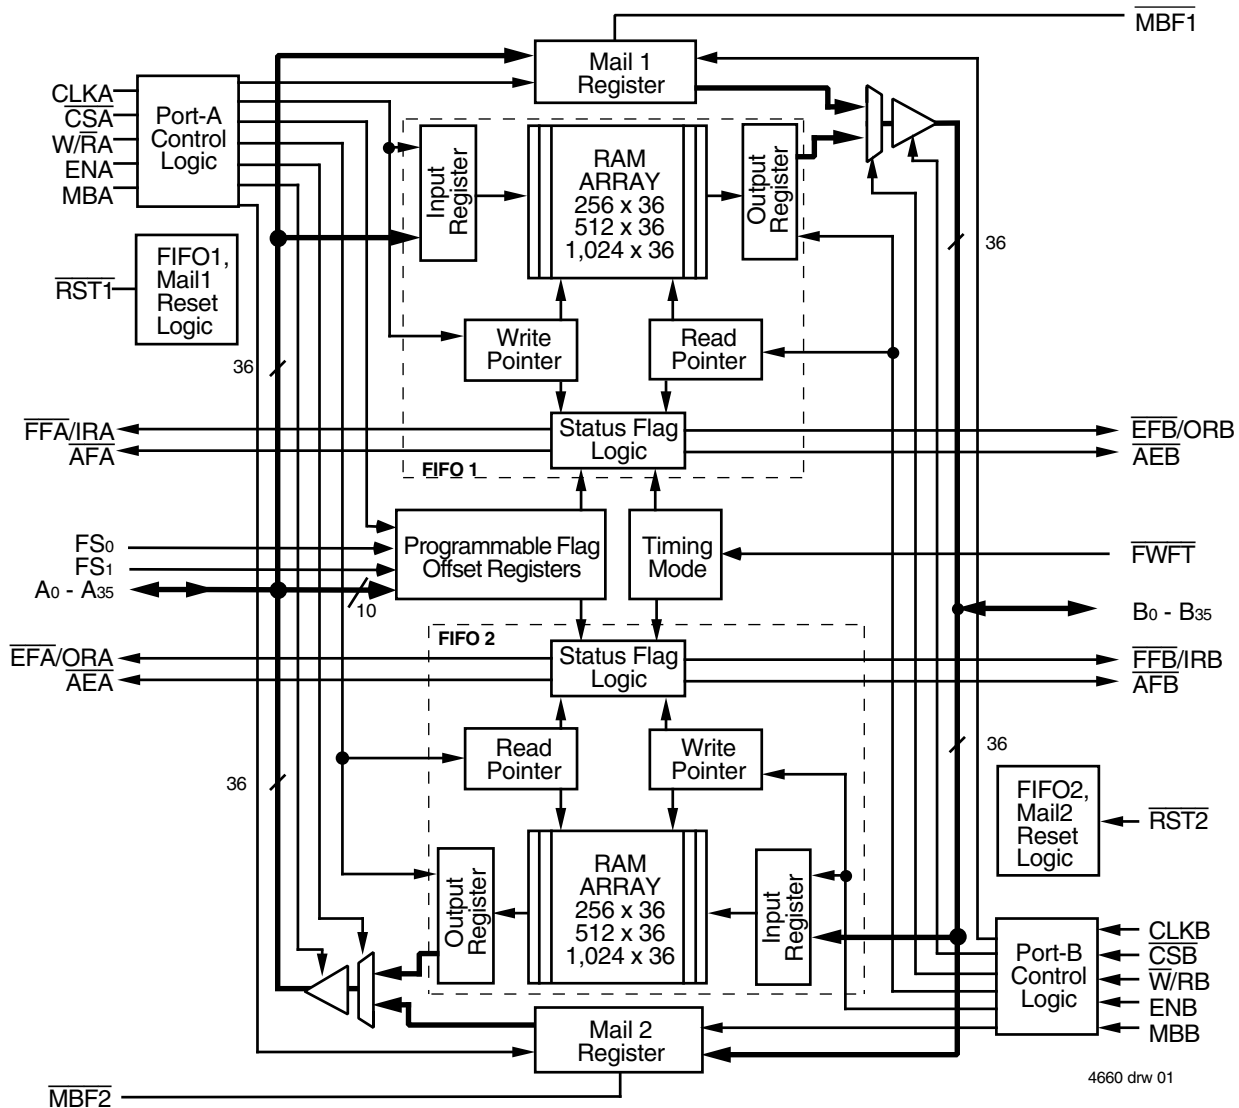 MBF1
Mail 1
Register
CLKA
CSA
W/RA
ENA
MBA
Port-A
Control
Logic
Input
Register
RAM
ARRAY
256 x 36
512 x 36
1,024 x 36
Output
Register
36
RST1
FIFO1,
Mail1
Reset
Logic
Write
Pointer
Read
Pointer
36
FFA/IRA
AFA
Status Flag
Logic
EFB/ORB
AEB
FIFO 1
FS0
FS1
A0 - A35
Programmable Flag
Offset Registers
10
Timing
Mode
FWFT
B0 - B35
FIFO 2
EFA/ORA
AEA
Status Flag
Logic
FFB/IRB
AFB
Read
Pointer
Write
Pointer
36
36
FIFO2,
Mail2
Reset
Logic
RST2
Output
Register
RAM
ARRAY
256 x 36
512 x 36
1,024 x 36
Input
Register
Port-B
Control
Logic
CLKB
CSB
W/RB
ENB
MBB
Mail 2
Register
MBF2
4660 drw 01